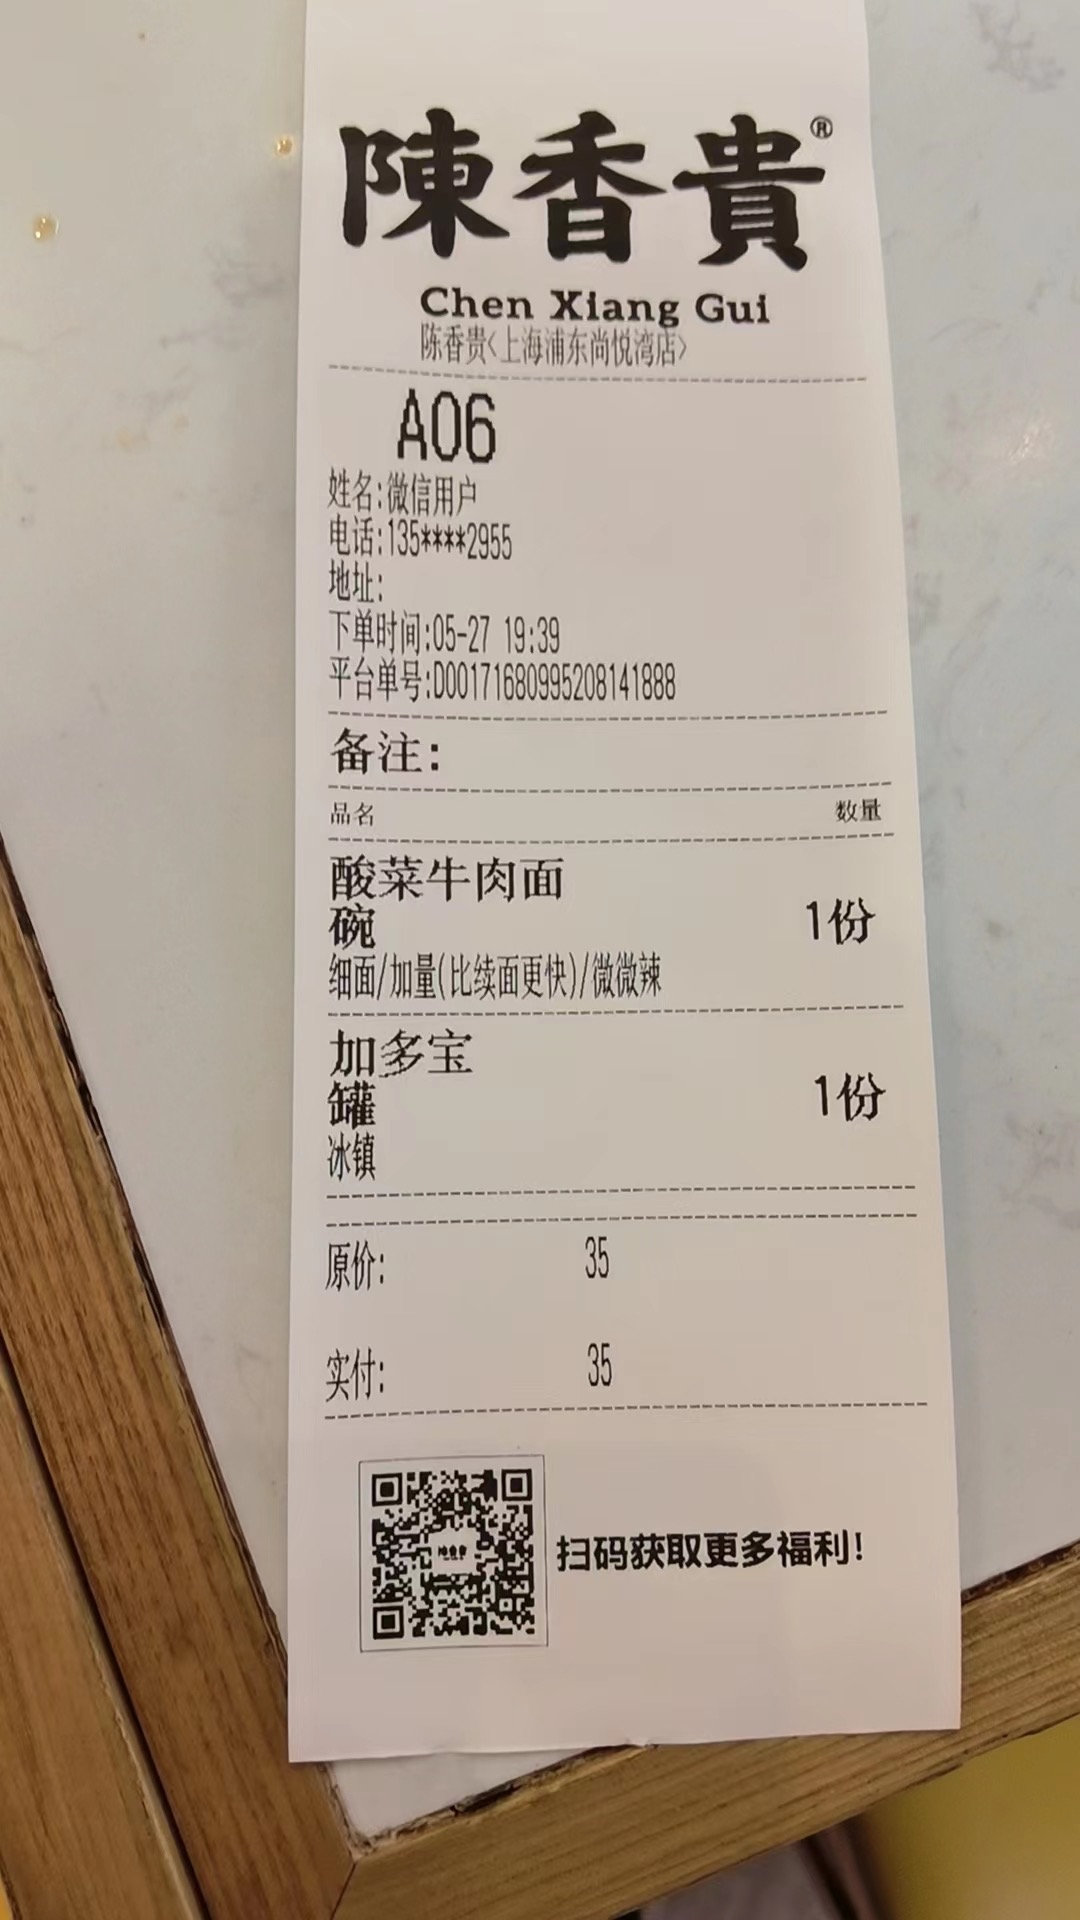 陳香貴®
Chen Xiang Gui
陈香贵<上海浦东尚悦湾店>
A06
姓名:微信用户
电话:135****2955
地址:
下单时间:05-27 19:39
平台单号:D001716809952081​41888
备注:
品名 数量
酸菜牛肉面
碗 1份
细面/加量(比续面更快)/微微辣
加多宝
罐 1份
冰镇
原价: 35
实付: 35
扫码获取更多福利!